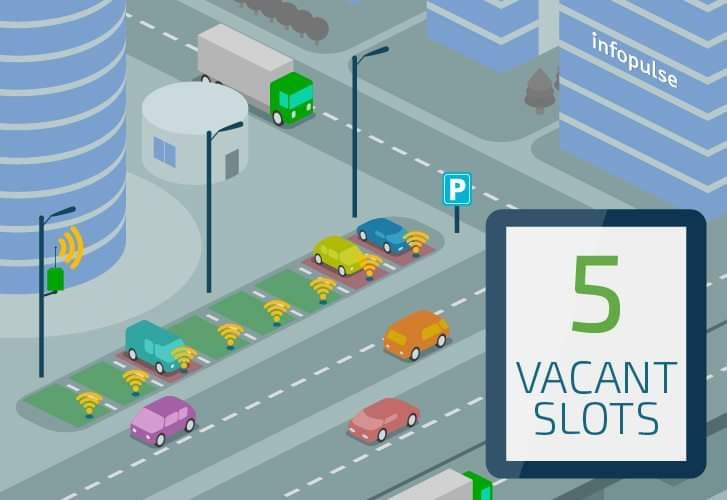 infopulse
P
5
VACANT
SLOTS